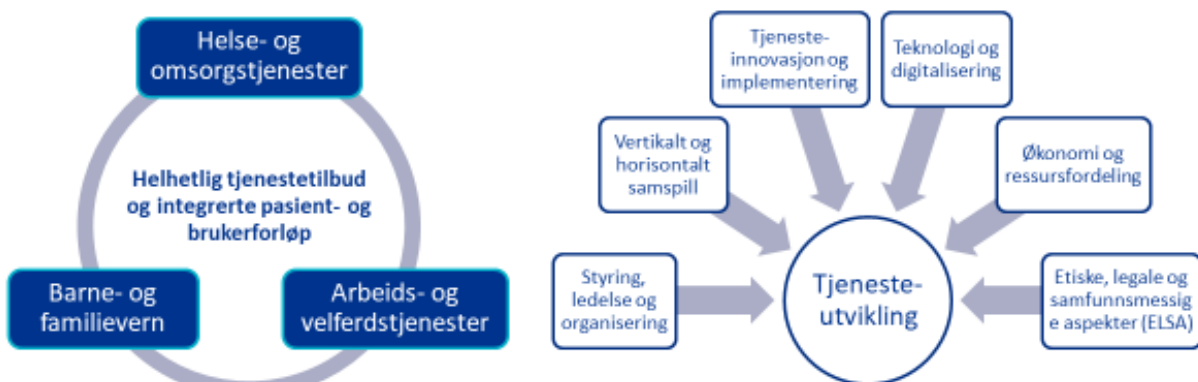 Helse- og
omsorgstjenester
Helhetlig tjenestetilbud
og integrerte pasient- og
brukerforløp
Barne- og
familievern
Arbeids- og
velferdstjenester
Tjeneste-
innovasjon og
implementering
Teknologi og
digitalisering
Vertikalt og
horisontalt
samspill
Økonomi og
ressursfordeling
Styring,
ledelse og
organisering
Tjeneste-
utvikling
Etiske, legale og
samfunnsmessig
e aspekter (ELSA)